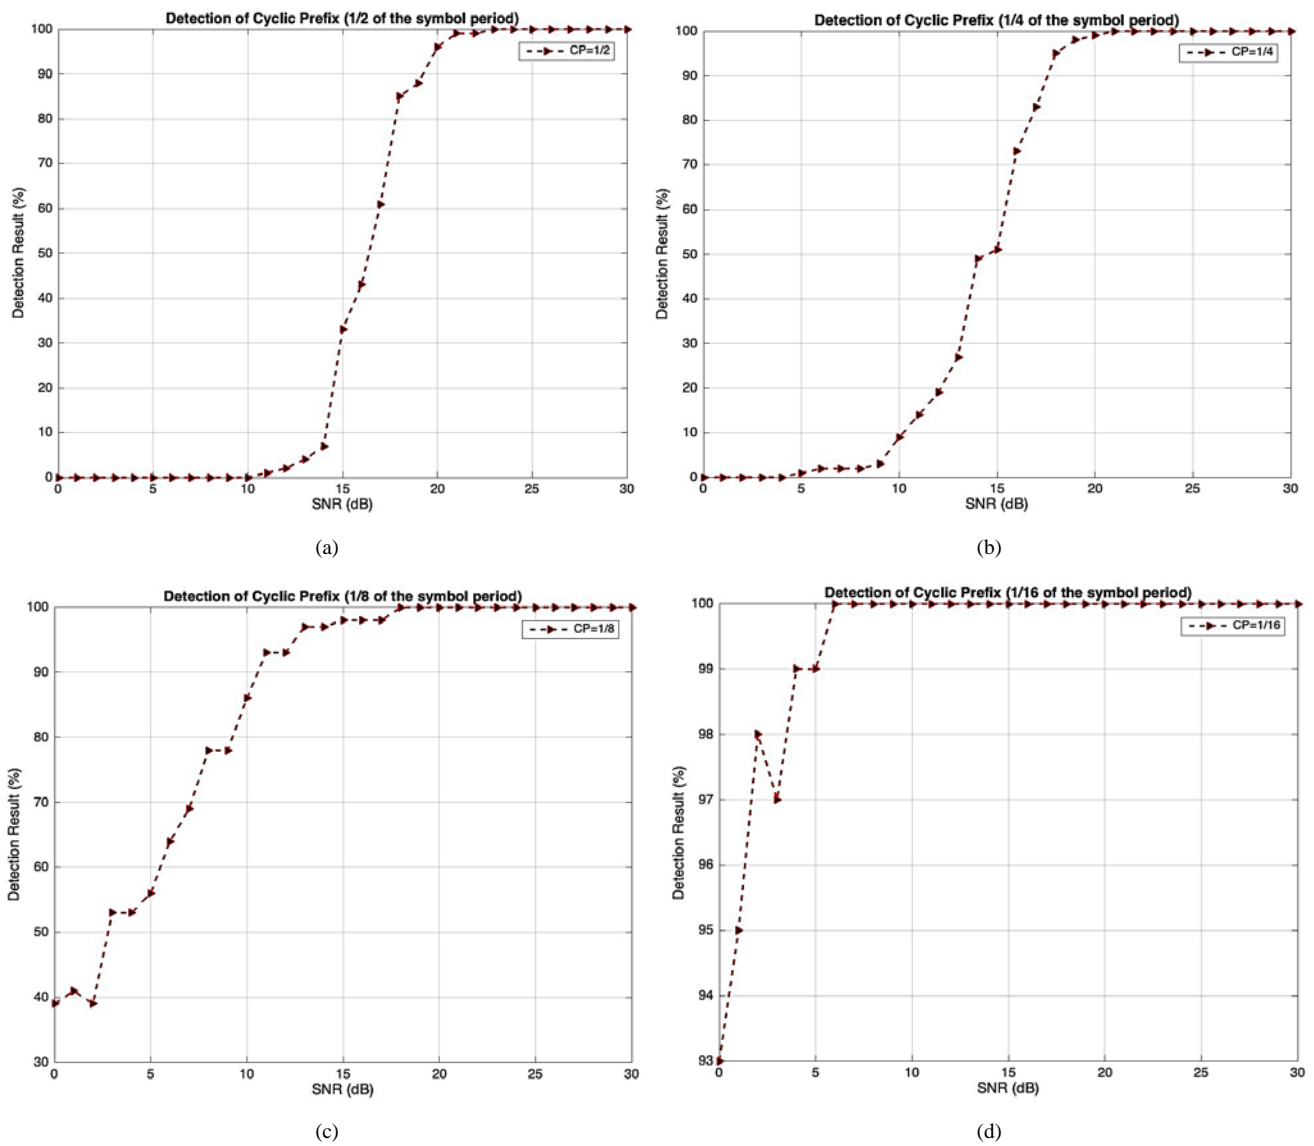 Detection of Cyclic Prefix (1/2 of the symbol period)
100
90
80
70
60
50
40
30
20
10
0
Detection Result (%)
CP=1/2
0 5 10 15 20 25 30
SNR (dB)
(a)
Detection of Cyclic Prefix (1/4 of the symbol period)
100
90
80
70
60
50
40
30
20
10
0
Detection Result (%)
CP=1/4
0 5 10 15 20 25 30
SNR (dB)
(b)
Detection of Cyclic Prefix (1/8 of the symbol period)
100
90
80
70
60
50
40
30
Detection Result (%)
CP=1/8
0 5 10 15 20 25 30
SNR (dB)
(c)
Detection of Cyclic Prefix (1/16 of the symbol period)
100
99
98
97
96
95
94
93
Detection Result (%)
CP=1/16
0 5 10 15 20 25 30
SNR (dB)
(d)